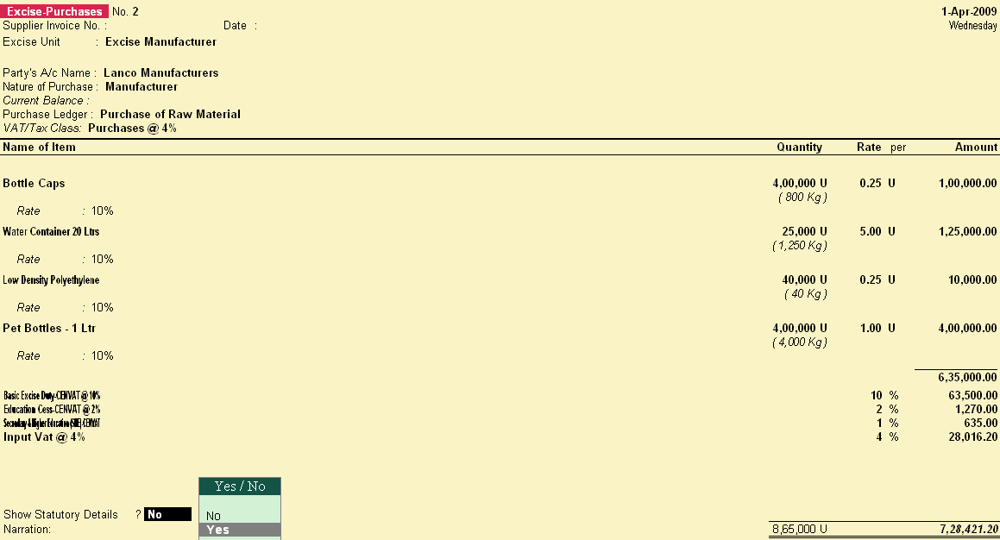 Excise-Purchases No. 2 1-Apr-2009
Supplier Invoice No. : Date : Wednesday
Excise Unit : Excise Manufacturer
Party's A/c Name : Lanco Manufacturers
Nature of Purchase : Manufacturer
Current Balance :
Purchase Ledger : Purchase of Raw Material
VAT/Tax Class: Purchases @ 4%
Name of Item Quantity Rate per Amount
Bottle Caps 4,00,000 U 0.25 U 1,00,000.00
( 800 Kg )
Rate : 10%
Water Container 20 Ltrs 25,000 U 5.00 U 1,25,000.00
( 1,250 Kg )
Rate : 10%
Low Density Polyethylene 40,000 U 0.25 U 10,000.00
( 40 Kg )
Rate : 10%
Pet Bottles - 1 Ltr 4,00,000 U 1.00 U 4,00,000.00
( 4,000 Kg )
Rate : 10%
6,35,000.00
Basic Excise Duty-CENVAT @ 10% 10 % 63,500.00
Education Cess-CENVAT @ 2% 2 % 1,270.00
1 % 635.00
Input Vat @ 4% 4 % 28,016.20
Yes / No
Show Statutory Details ? No No
Narration: Yes 8,65,000 U 7,28,421.20